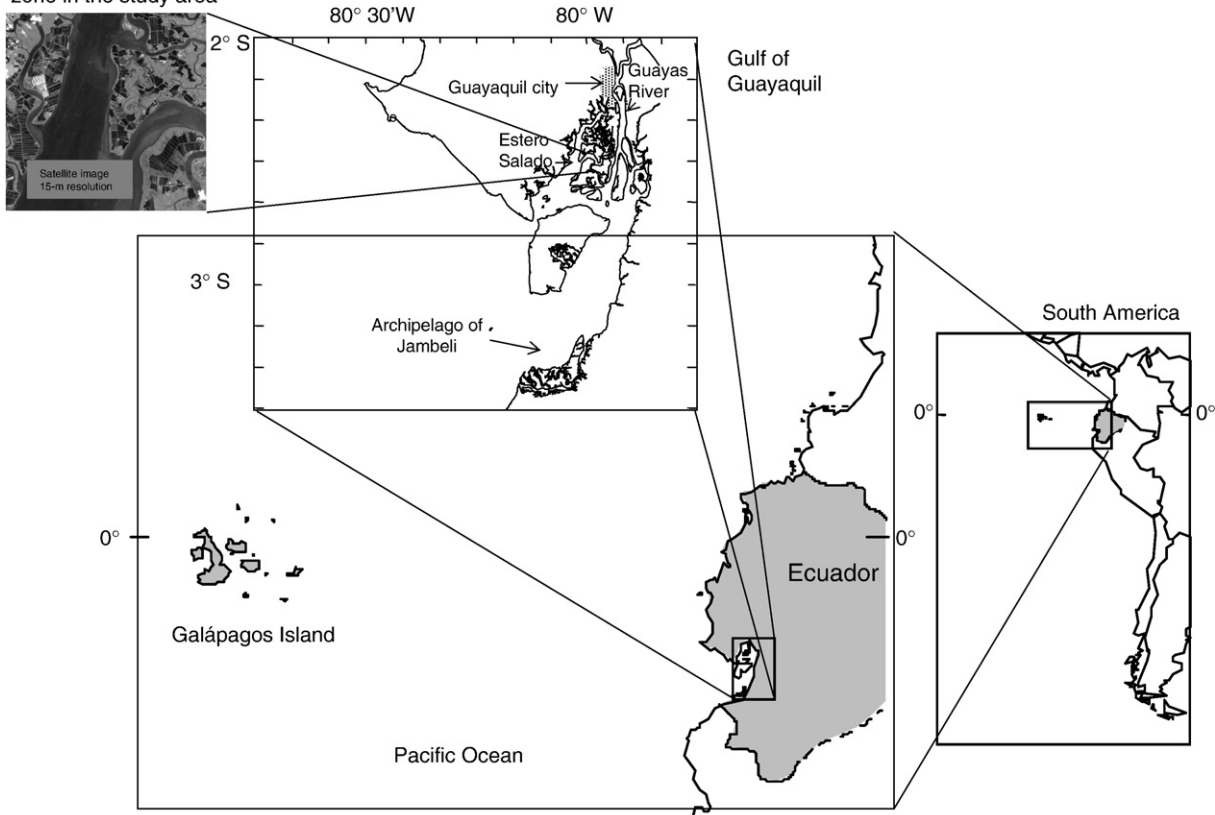 zone in the study area
80° 30'W
80° W
2° S
Gulf of
Guayaquil
Guayaquil city
Guayas
River
Estero
Salado
Satellite image
15-m resolution
3° S
Archipelago of
Jambeli
South America
0°
0°
0°
0°
Ecuador
Galápagos Island
Pacific Ocean